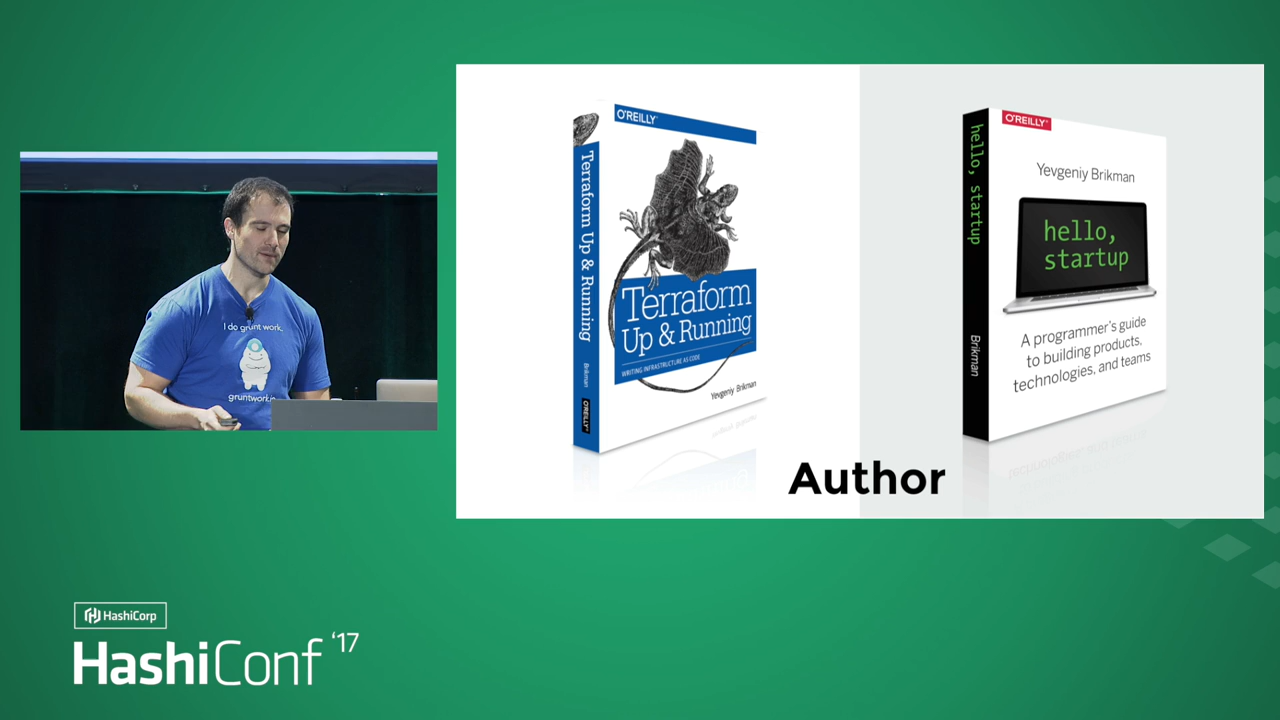 I do grunt work.
gruntwork.io
O'REILLY®
Terraform Up & Running
Brikman
O'REILLY®
Terraform
Up & Running
WRITING INFRASTRUCTURE AS CODE
Yevgeniy Brikman
hello, startup
Brikman
O'REILLY®
Yevgeniy Brikman
hello,
startup
A programmer's guide
to building products,
technologies, and teams
Author
HashiCorp
HashiConf '17